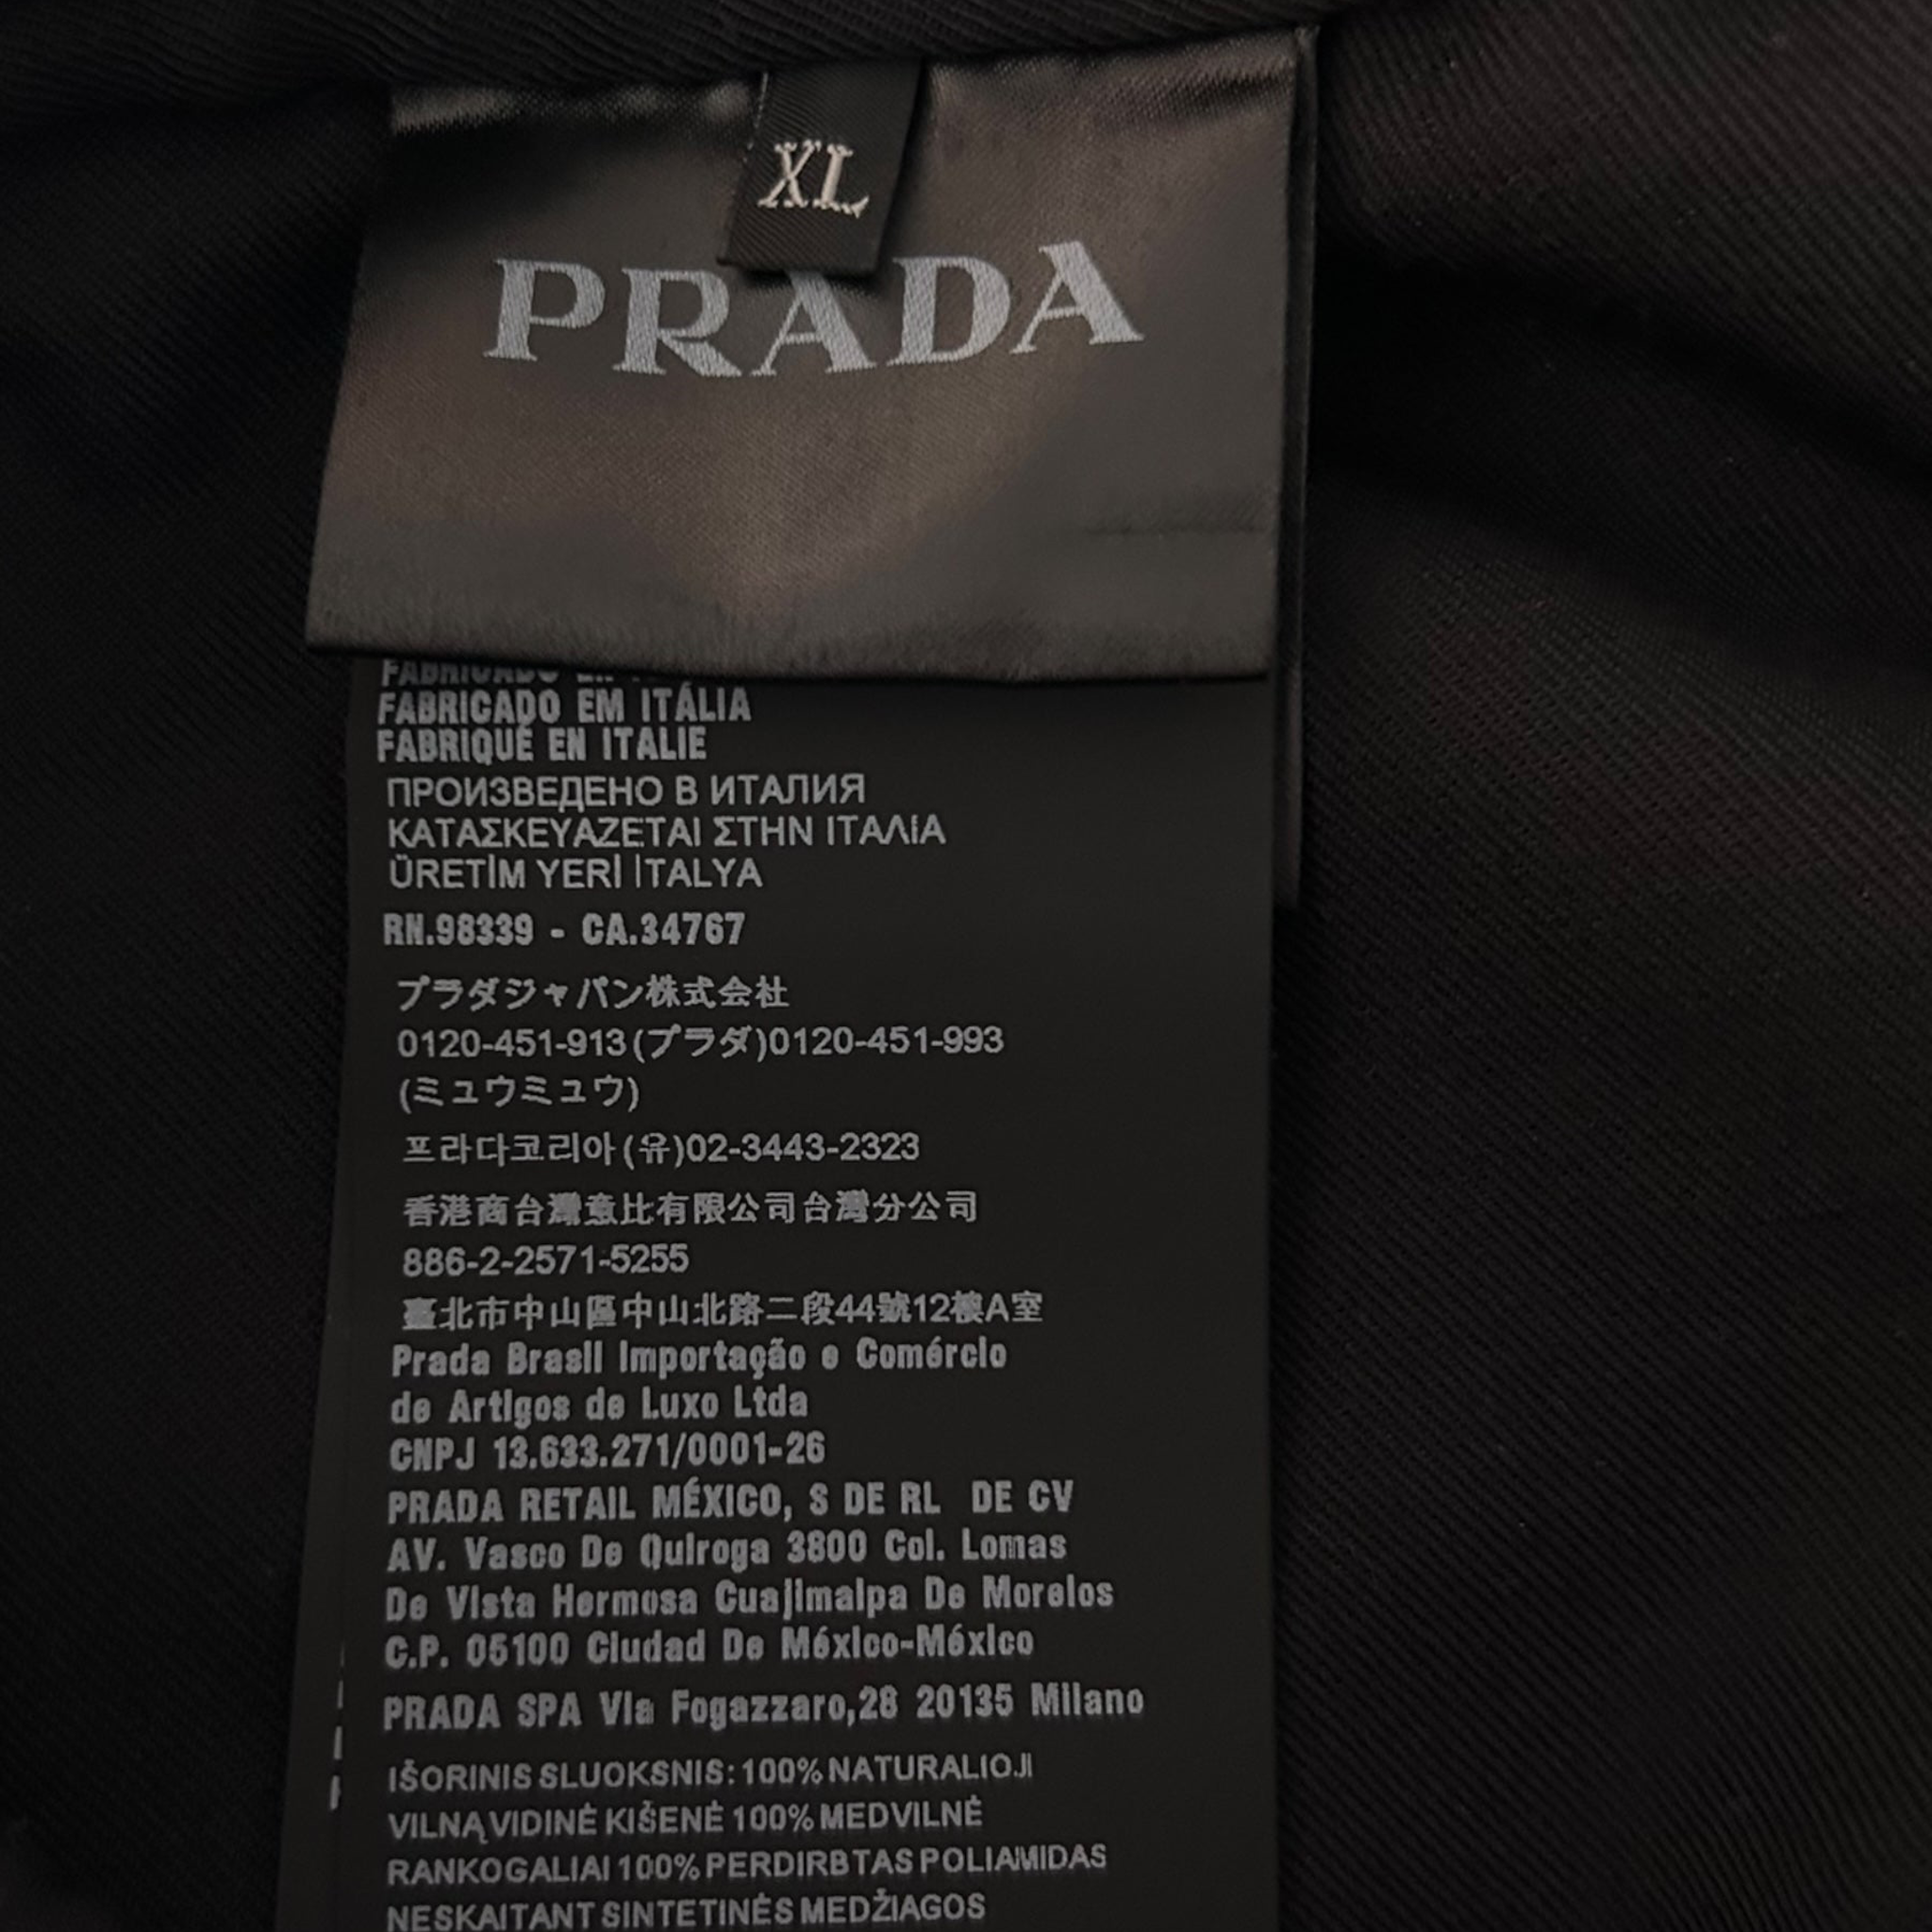 XL
PRADA
FABRICADO
FABRICADO EM ITÁLIA
FABRIQUÉ EN ITALIE
ПРОИЗВЕДЕНО В ИТАЛИЯ
ΚΑΤΑΣΚΕΥΑΖΕΤΑΙ ΣΤΗΝ ΙΤΑΛΙΑ
ÜRETİM YERİ İTALYA
RN.98339 - CA.34767
プラダジャパン株式会社
0120-451-913(プラダ)0120-451-993
(ミュウミュウ)
프라다코리아(유)02-3443-2323
香港商台灣意比有限公司台灣分公司
886-2-2571-5255
臺北市中山區中山北路二段44號12樓A室
Prada Brasil Importação e Comércio
de Artigos de Luxo Ltda
CNPJ 13.633.271/0001-26
PRADA RETAIL MÉXICO, S DE RL DE CV
AV. Vasco De Quiroga 3800 Col. Lomas
De Vista Hermosa Cuajimalpa De Morelos
C.P. 05100 Ciudad De México-México
PRADA SPA Via Fogazzaro,28 20135 Milano
IŠORINIS SLUOKSNIS: 100% NATURALIOJI
VILNĄ VIDINĖ KIŠENĖ 100% MEDVILNĖ
RANKOGALIAI 100% PERDIRBTAS POLIAMIDAS
NESKAITANT SINTETINĖS MEDŽIAGOS